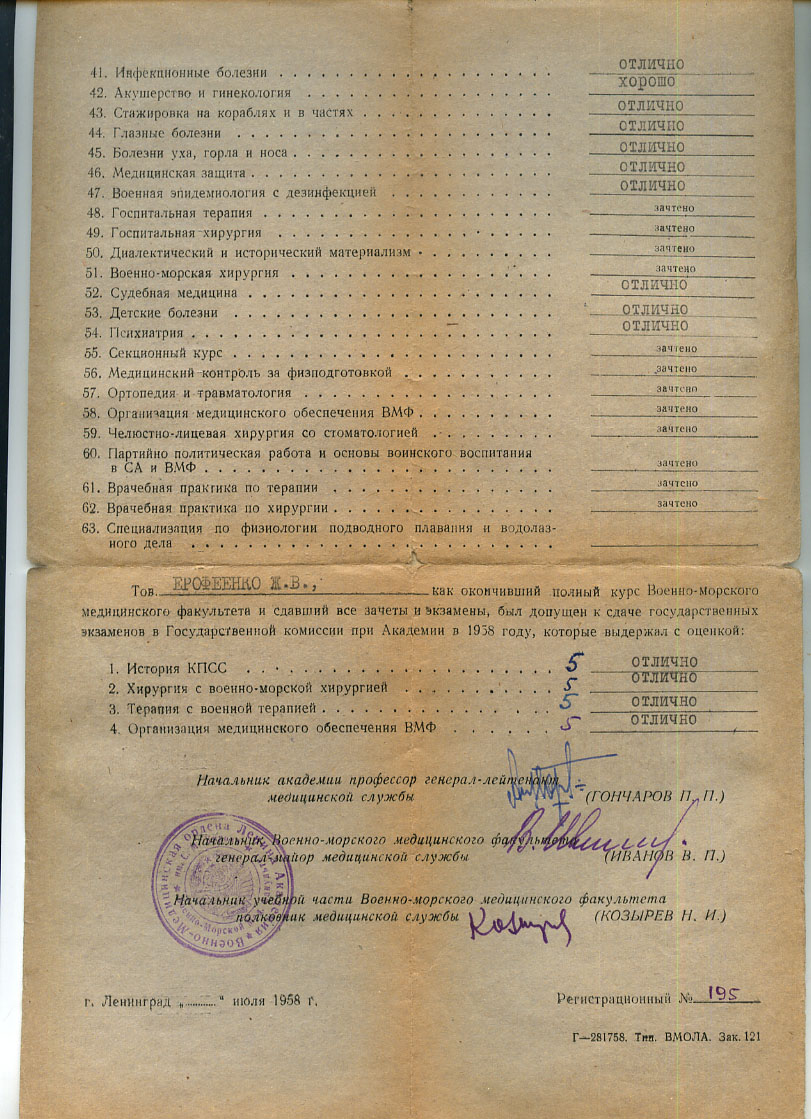 41. Инфекционные болезни . . . . . . . . . . . . . . . . . . . . ОТЛИЧНО
42. Акушерство и гинекология . . . . . . . . . . . . . . . . . . хорошо
43. Стажировка на кораблях и в частях . . . . . . . . . . . . . . ОТЛИЧНО
44. Глазные болезни . . . . . . . . . . . . . . . . . . . . . . . ОТЛИЧНО
45. Болезни уха, горла и носа . . . . . . . . . . . . . . . . . . ОТЛИЧНО
46. Медицинская защита . . . . . . . . . . . . . . . . . . . . . ОТЛИЧНО
47. Военная эпидемиология с дезинфекцией . . . . . . . . . . . ОТЛИЧНО
48. Госпитальная терапия . . . . . . . . . . . . . . . . . . . . зачтено
49. Госпитальная хирургия . . . . . . . . . . . . . . . . . . . . зачтено
50. Диалектический и исторический материализм . . . . . . . . . зачтено
51. Военно-морская хирургия . . . . . . . . . . . . . . . . . . . зачтено
52. Судебная медицина . . . . . . . . . . . . . . . . . . . . . . ОТЛИЧНО
53. Детские болезни . . . . . . . . . . . . . . . . . . . . . . . ОТЛИЧНО
54. Психиатрия . . . . . . . . . . . . . . . . . . . . . . . . . ОТЛИЧНО
55. Секционный курс . . . . . . . . . . . . . . . . . . . . . . . зачтено
56. Медицинский контроль за физподготовкой . . . . . . . . . . . зачтено
57. Ортопедия и травматология . . . . . . . . . . . . . . . . . . зачтено
58. Организация медицинского обеспечения ВМФ . . . . . . . . . . зачтено
59. Челюстно-лицевая хирургия со стоматологией . . . . . . . . . зачтено
60. Партийно политическая работа и основы воинского воспитания
в СА и ВМФ . . . . . . . . . . . . . . . . . . . . . . . . . зачтено
61. Врачебная практика по терапии . . . . . . . . . . . . . . . . зачтено
62. Врачебная практика по хирургии . . . . . . . . . . . . . . . зачтено
63. Специализация по физиологии подводного плавания и водолаз-
ного дела . . . . . . . . . . . . . . . . . . . . . . . . . .
Тов. ЕРОФЕЕНКО Ж.В., как окончивший полный курс Военно-морского
медицинского факультета и сдавший все зачеты и экзамены, был допущен к сдаче государственных
экзаменов в Государственной комиссии при Академии в 1958 году, которые выдержал с оценкой:
1. История КПСС . . . . . . . . . . . . . . . . . . . . . . 5 ОТЛИЧНО
2. Хирургия с военно-морской хирургией . . . . . . . . . . . 5 ОТЛИЧНО
3. Терапия с военной терапией . . . . . . . . . . . . . . . . 5 ОТЛИЧНО
4. Организация медицинского обеспечения ВМФ . . . . . . 5 ОТЛИЧНО
Начальник академии профессор генерал-лейтенант
медицинской службы (ГОНЧАРОВ П. П.)
Начальник Военно-морского медицинского факультета
генерал-майор медицинской службы (ИВАНОВ В. П.)
Начальник учебной части Военно-морского медицинского факультета
полковник медицинской службы (КОЗЫРЕВ Н. И.)
г. Ленинград „..........“ июля 1958 г.
Регистрационный № 195
Г—281758. Тип. ВМОЛА. Зак. 121